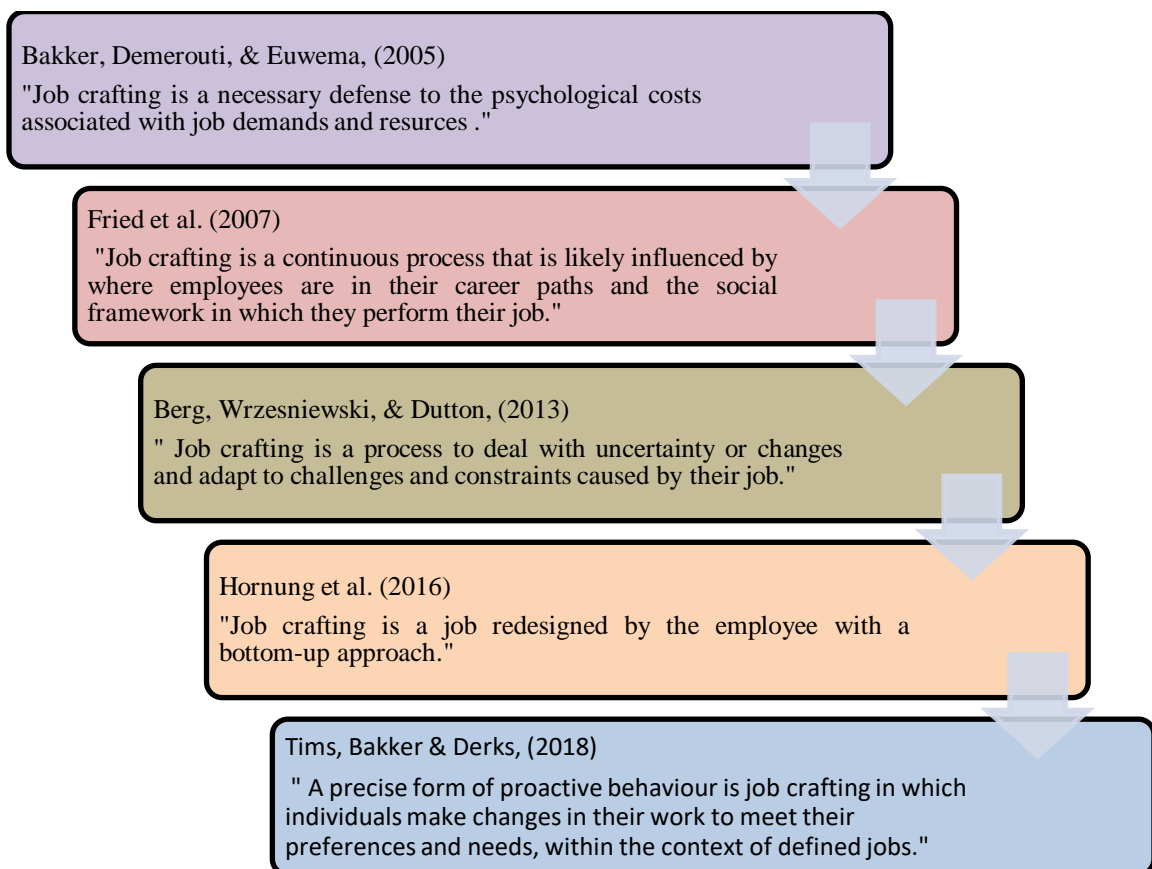 Bakker, Demerouti, & Euwema, (2005)
"Job crafting is a necessary defense to the psychological costs
associated with job demands and resurces ."
Fried et al. (2007)
"Job crafting is a continuous process that is likely influenced by
where employees are in their career paths and the social
framework in which they perform their job."
Berg, Wrzesniewski, & Dutton, (2013)
" Job crafting is a process to deal with uncertainty or changes
and adapt to challenges and constraints caused by their job."
Hornung et al. (2016)
"Job crafting is a job redesigned by the employee with a
bottom-up approach."
Tims, Bakker & Derks, (2018)
" A precise form of proactive behaviour is job crafting in which
individuals make changes in their work to meet their
preferences and needs, within the context of defined jobs."